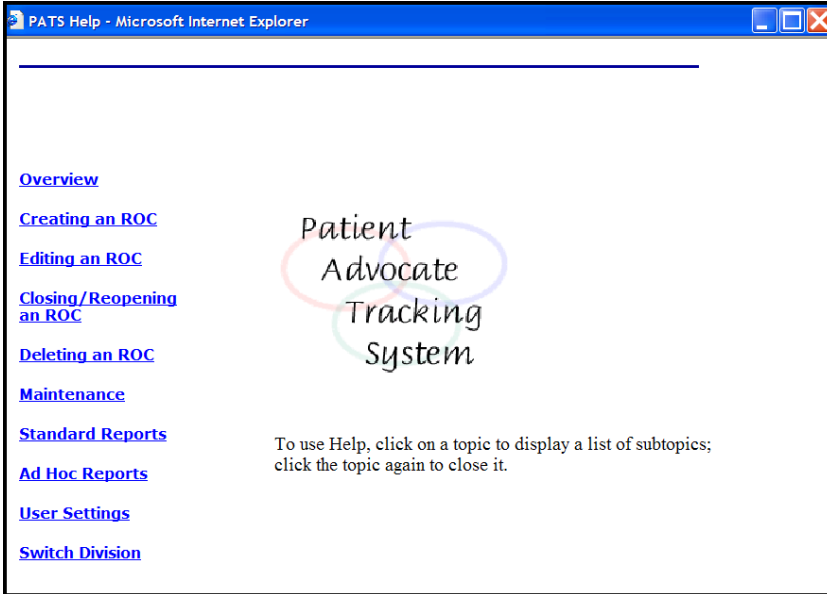 PATS Help - Microsoft Internet Explorer
Overview
Creating an ROC
Editing an ROC
Closing/Reopening
an ROC
Deleting an ROC
Maintenance
Standard Reports
Ad Hoc Reports
User Settings
Switch Division
Patient
Advocate
Tracking
System
To use Help, click on a topic to display a list of subtopics;
click the topic again to close it.